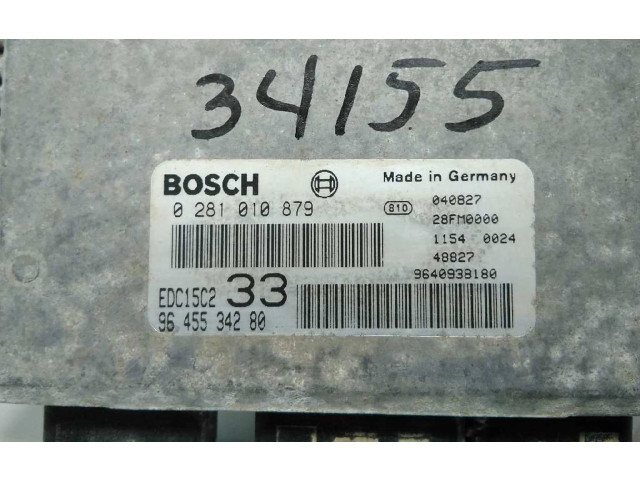 34155
BOSCH Made in Germany
0 281 010 879 810 040827
28FM0000
1154 0024
48827
9640938180
EDC15C2 33
96 455 342 80